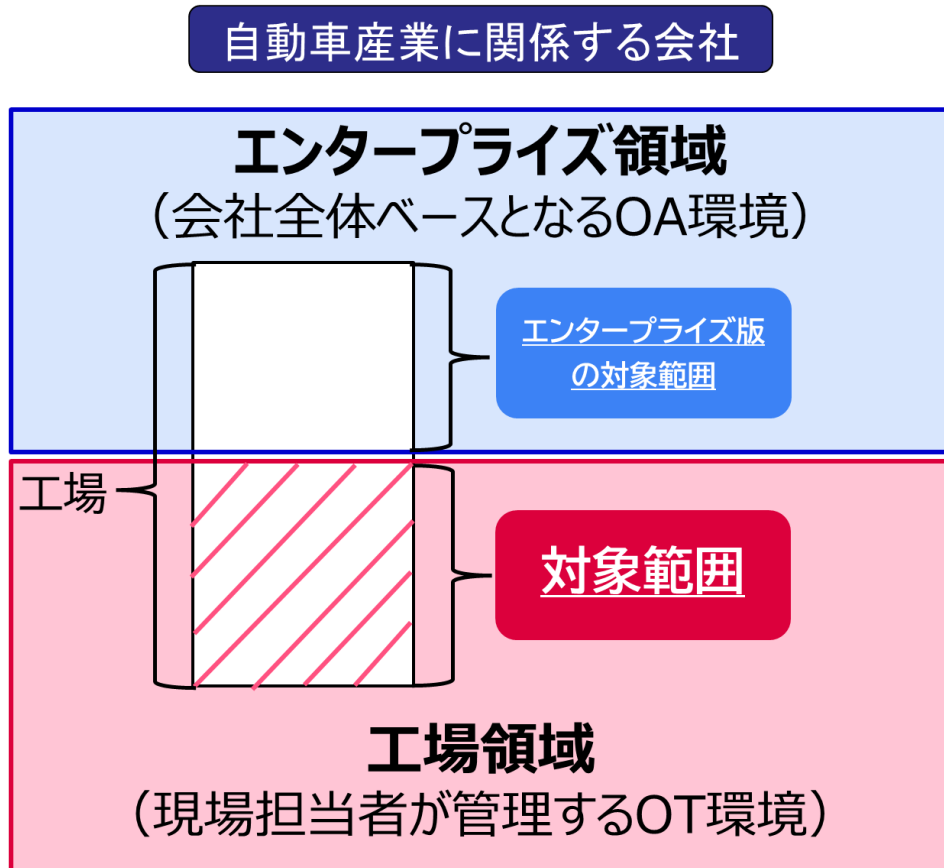 自動車産業に関係する会社
エンタープライズ領域
（会社全体ベースとなるOA環境）
エンタープライズ版
の対象範囲
工場
対象範囲
工場領域
（現場担当者が管理するOT環境）